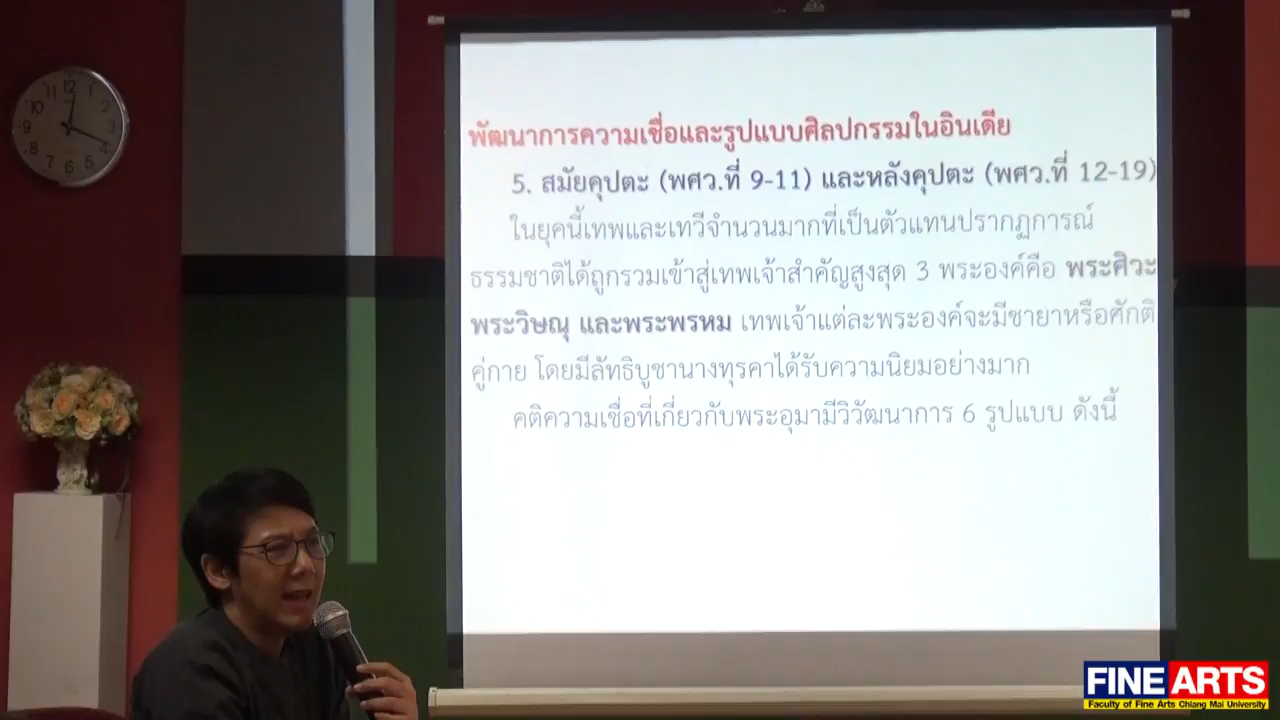 พัฒนาการความเชื่อและรูปแบบศิลปกรรมในอินเดีย
5. สมัยคุปตะ (พศว.ที่ 9-11) และหลังคุปตะ (พศว.ที่ 12-19)
ในยุคนี้เทพและเทวีจำนวนมากที่เป็นตัวแทนปรากฏการณ์
ธรรมชาติได้ถูกรวมเข้าสู่เทพเจ้าสำคัญสูงสุด 3 พระองค์คือ พระศิวะ
พระวิษณุ และพระพรหม เทพเจ้าแต่ละพระองค์จะมีชายาหรือศักติ
คู่กาย โดยมีลัทธิบูชานางทุรคาได้รับความนิยมอย่างมาก
คติความเชื่อที่เกี่ยวกับพระอุมามีวิวัฒนาการ 6 รูปแบบ ดังนี้
12
1
2
3
4
5
6
7
8
9
10
11
FINE ARTS
Faculty of Fine Arts Chiang Mai University